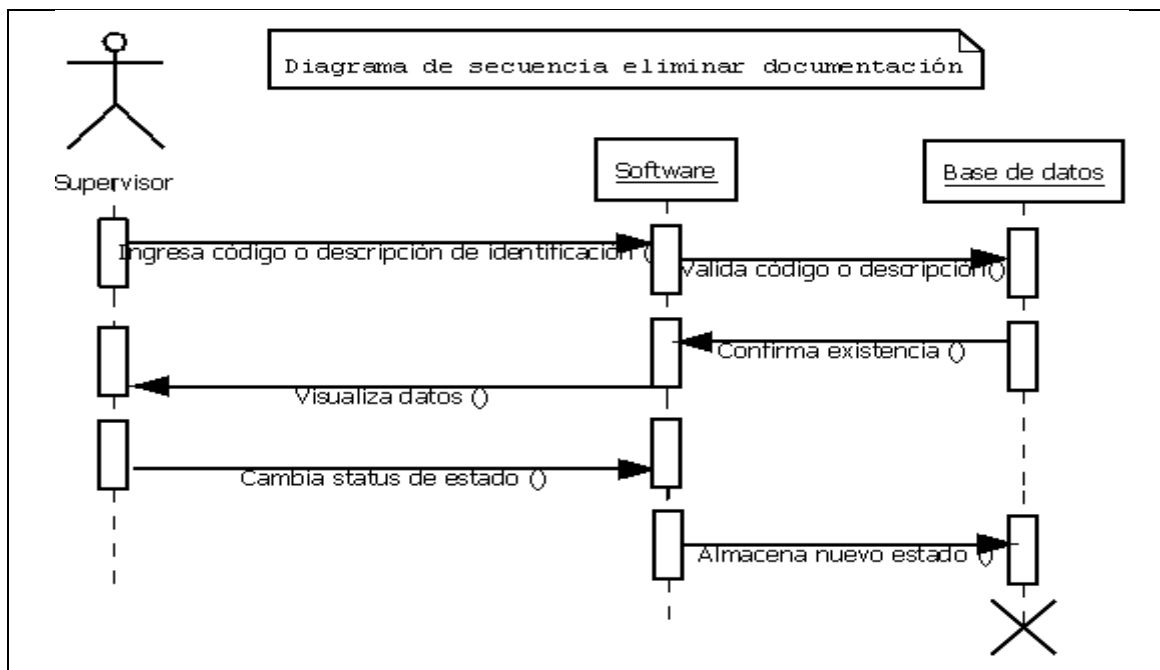 Diagrama de secuencia eliminar documentación
Supervisor
Software
Base de datos
Ingresa código o descripción de identificación ()
Valida código o descripción()
Confirma existencia ()
Visualiza datos ()
Cambia status de estado ()
Almacena nuevo estado ()